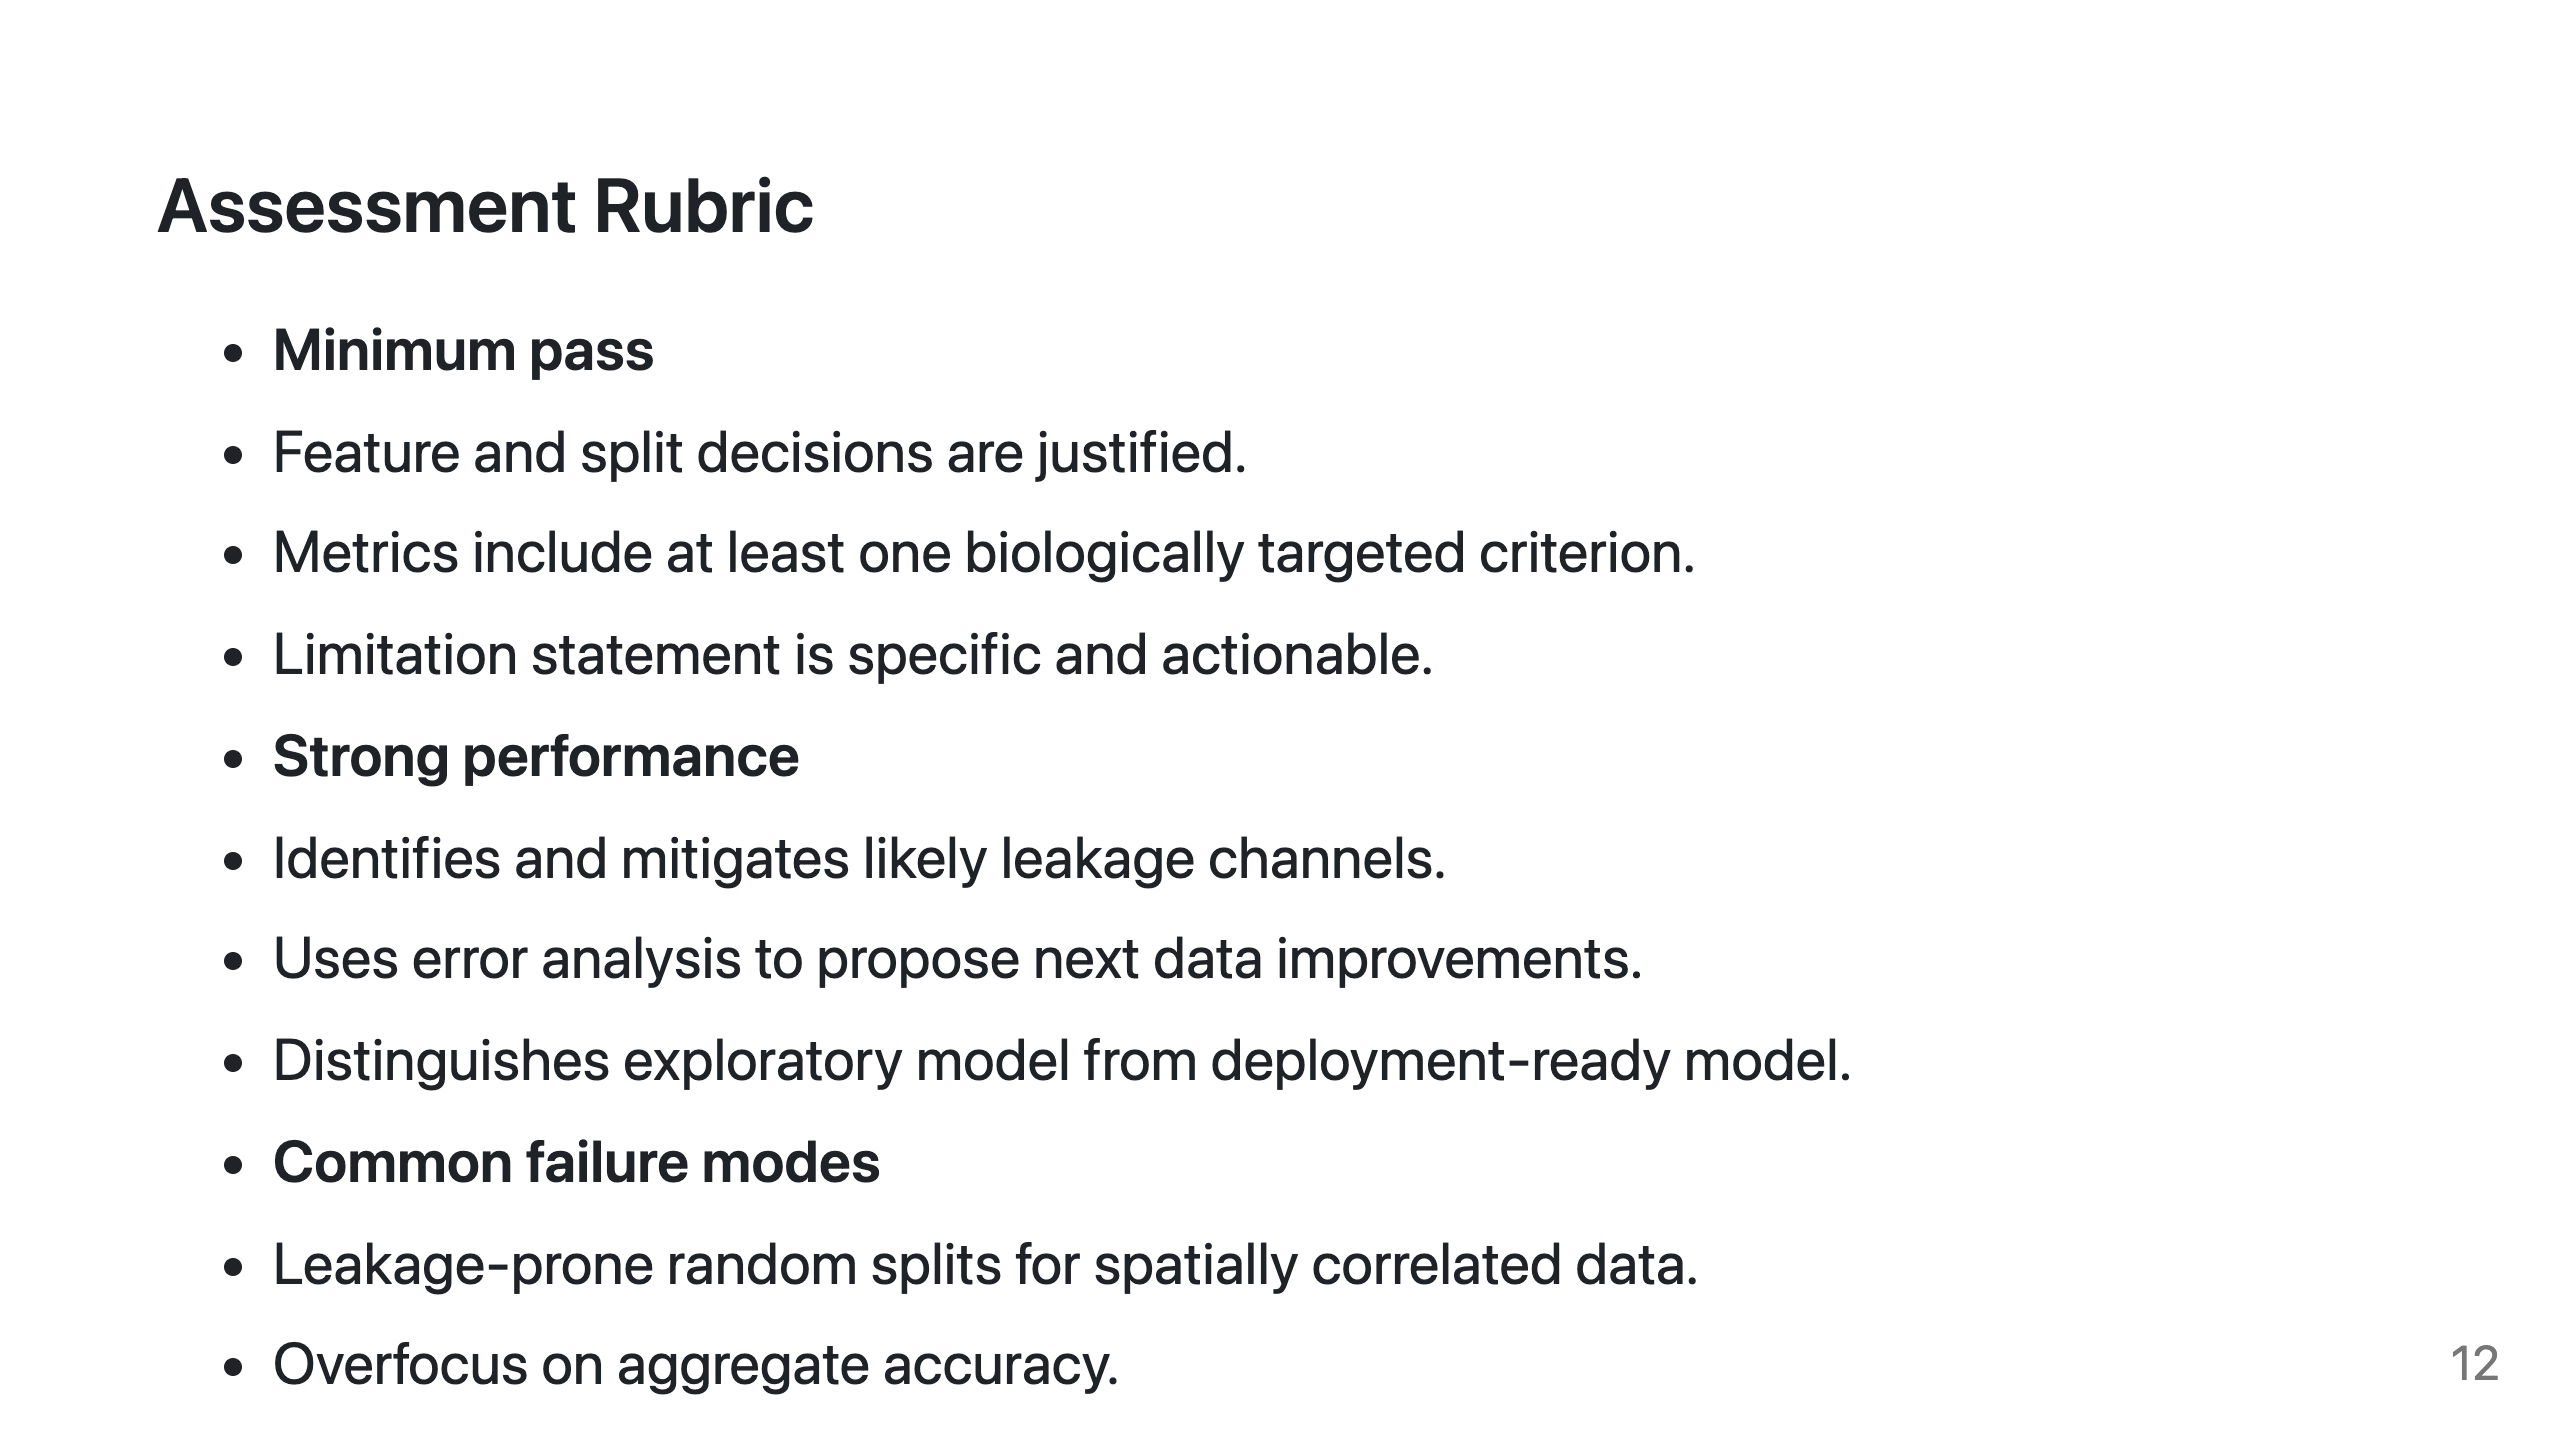 Assessment Rubric
• Minimum pass
• Feature and split decisions are justified.
• Metrics include at least one biologically targeted criterion.
• Limitation statement is specific and actionable.
• Strong performance
• Identifies and mitigates likely leakage channels.
• Uses error analysis to propose next data improvements.
• Distinguishes exploratory model from deployment-ready model.
• Common failure modes
• Leakage-prone random splits for spatially correlated data.
• Overfocus on aggregate accuracy.
12